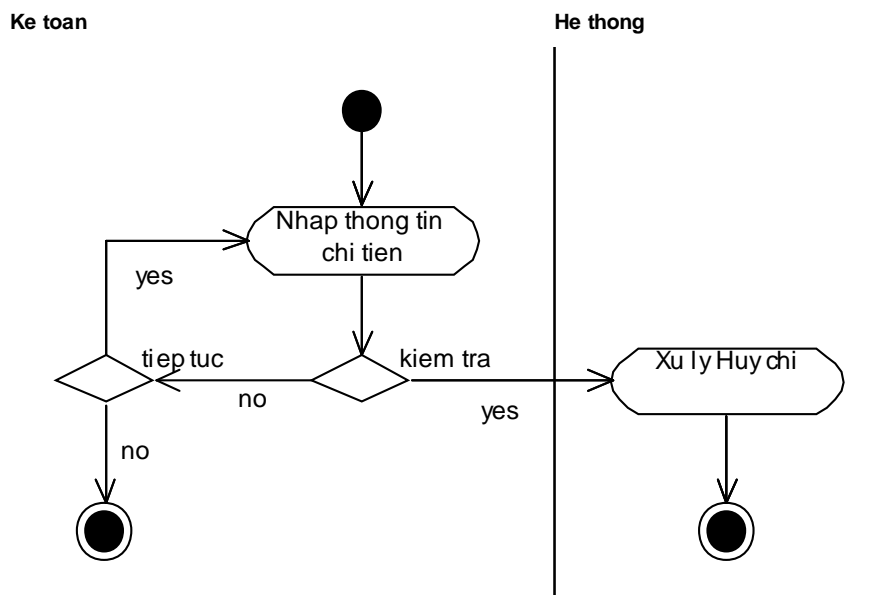 Ke toan
He thong
Nhap thong tin
chi tien
yes
tiep tuc
kiem tra
Xu ly Huy chi
no
yes
no